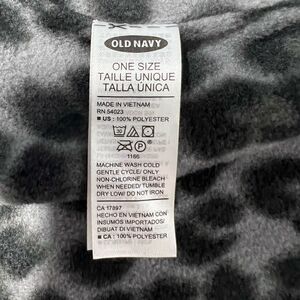 OLD NAVY
ONE SIZE
TAILLE UNIQUE
TALLA ÚNICA
MADE IN VIETNAM
RN 54023
■ US : 100% POLYESTER
1166
MACHINE WASH COLD
GENTLE CYCLE/ ONLY
NON-CHLORINE BLEACH
WHEN NEEDED/ TUMBLE
DRY LOW/ DO NOT IRON
CA 17897
HECHO EN VIETNAM CON
INSUMOS IMPORTADOS/
DIBUAT DI VIETNAM
■ CA : 100% POLYESTER